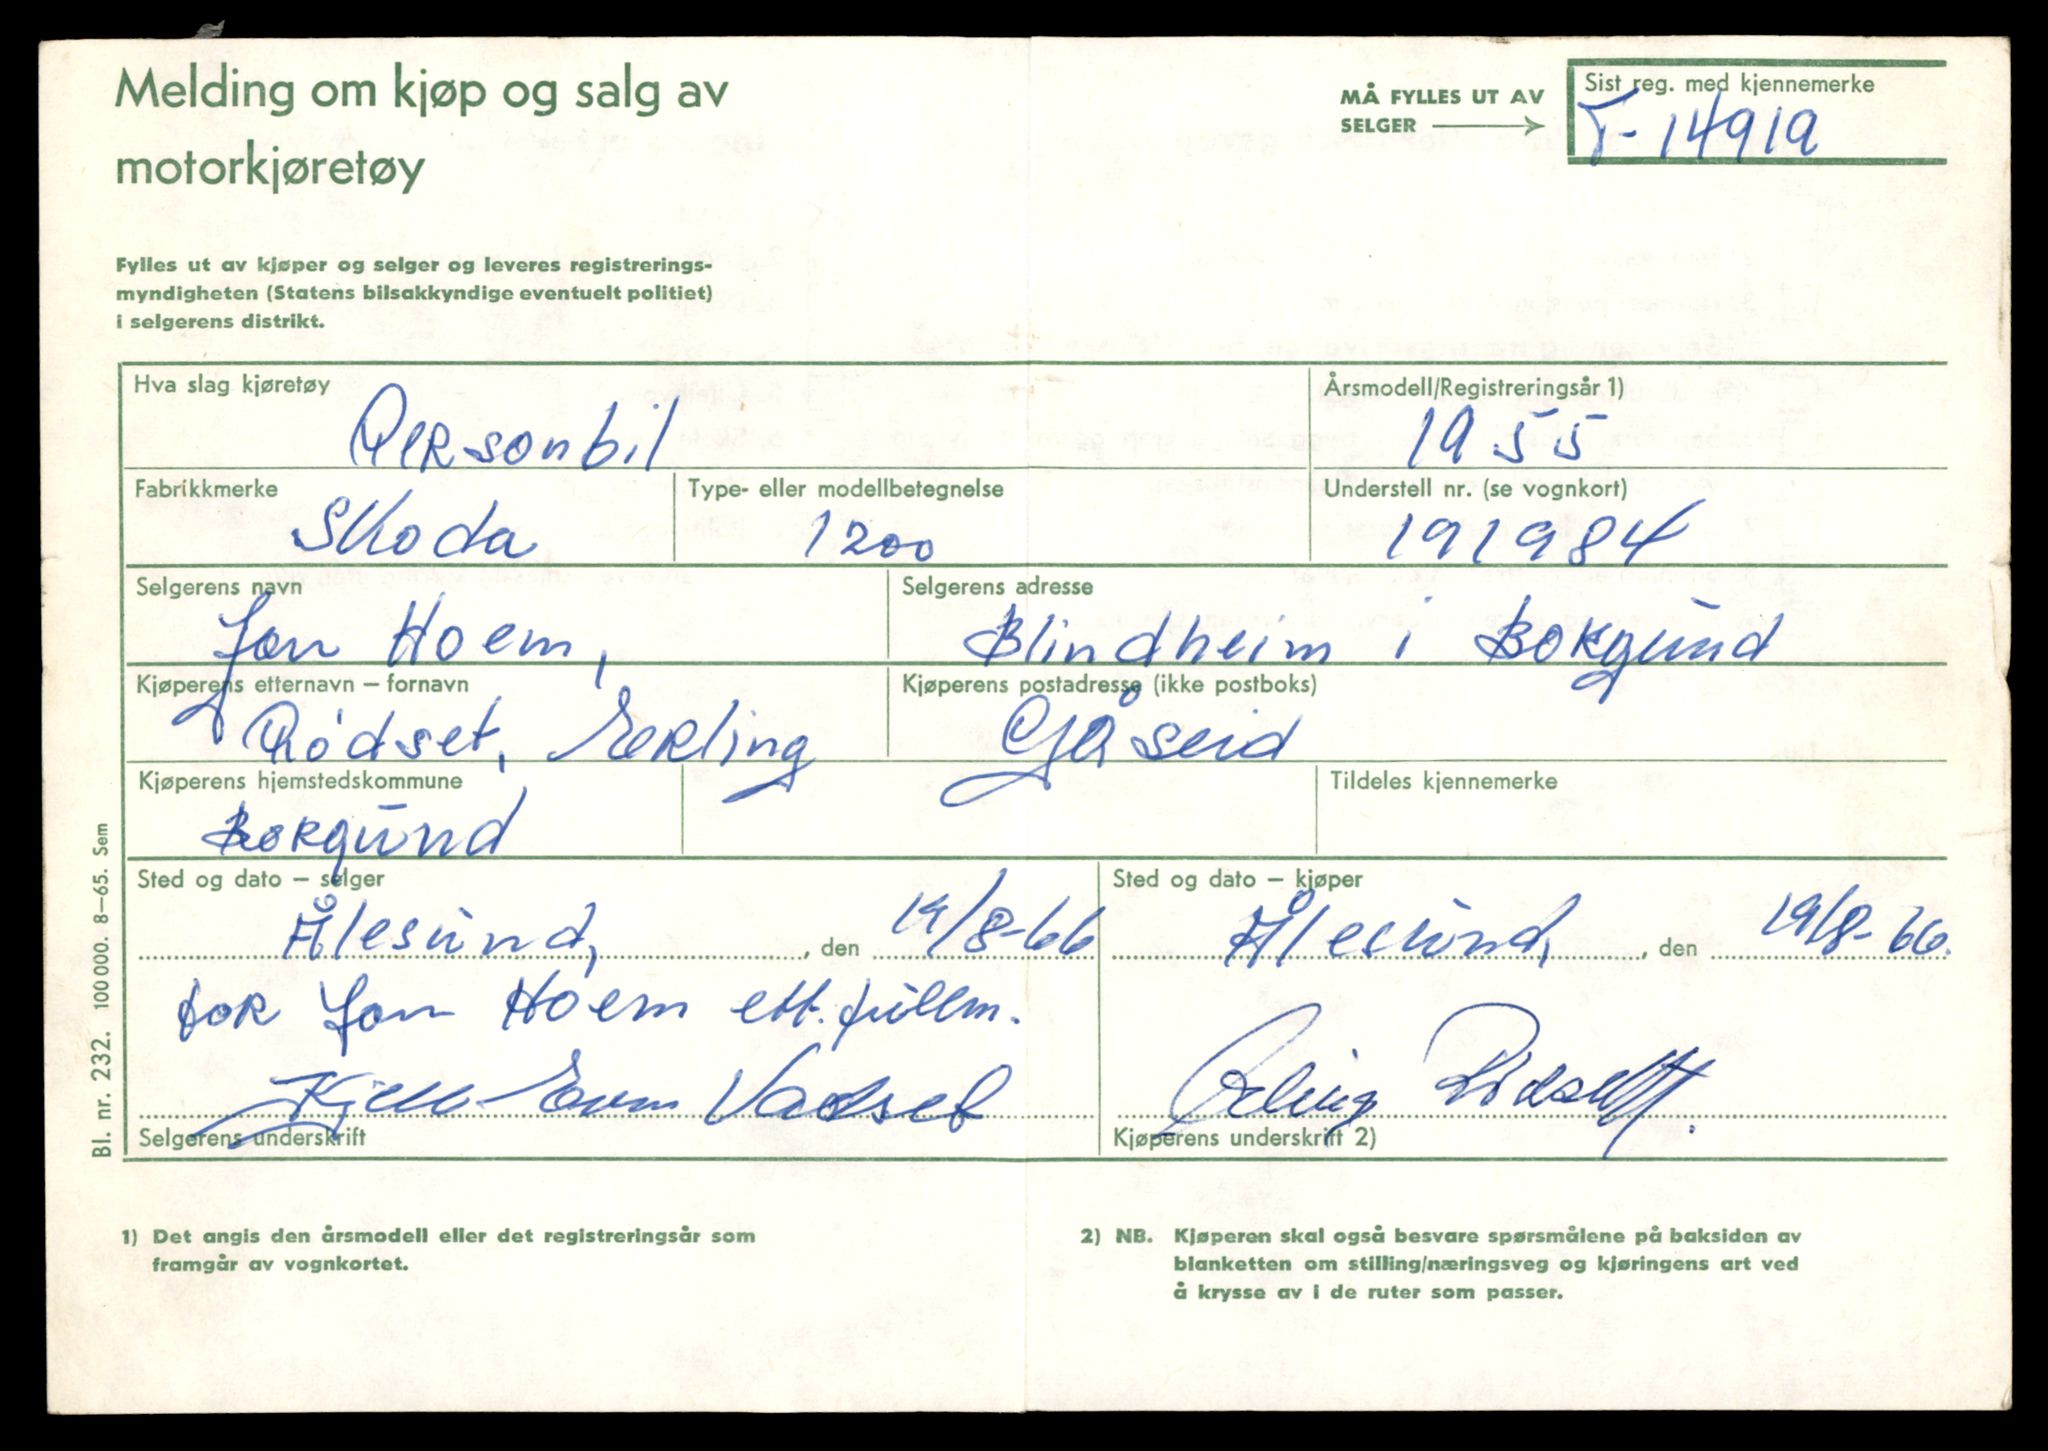 Melding om kjøp og salg av
motorkjøretøy
MÅ FYLLES UT AV
SELGER
Sist reg. med kjennemerke
T-14919
Fylles ut av kjøper og selger og leveres registrerings-
myndigheten (Statens bilsakkyndige eventuelt politiet)
i selgerens distrikt.
Hva slag kjøretøy
Personbil
Årsmodell/Registreringsår 1)
1955
Fabrikkmerke
Skoda
Type- eller modellbetegnelse
1200
Understell nr. (se vognkort)
191984
Selgerens navn
Jon Hoem,
Selgerens adresse
Blindheim i Borgund
Kjøperens etternavn – fornavn
Rødset, Erling
Kjøperens postadresse (ikke postboks)
Gåseid
Kjøperens hjemstedskommune
Borgund
Tildeles kjennemerke
Sted og dato – selger
Ålesund, , den 19/8-66
for Jon Hoem ett. fullm.
Kjell Vadset
Selgerens underskrift
Sted og dato – kjøper
Ålesund, , den 19/8-66.
Erling Rødset
Kjøperens underskrift 2)
Bl. nr. 232. 100 000. 8–65. Sem
1) Det angis den årsmodell eller det registreringsår som
framgår av vognkortet.
2) NB. Kjøperen skal også besvare spørsmålene på baksiden av
blanketten om stilling/næringsveg og kjøringens art ved
å krysse av i de ruter som passer.